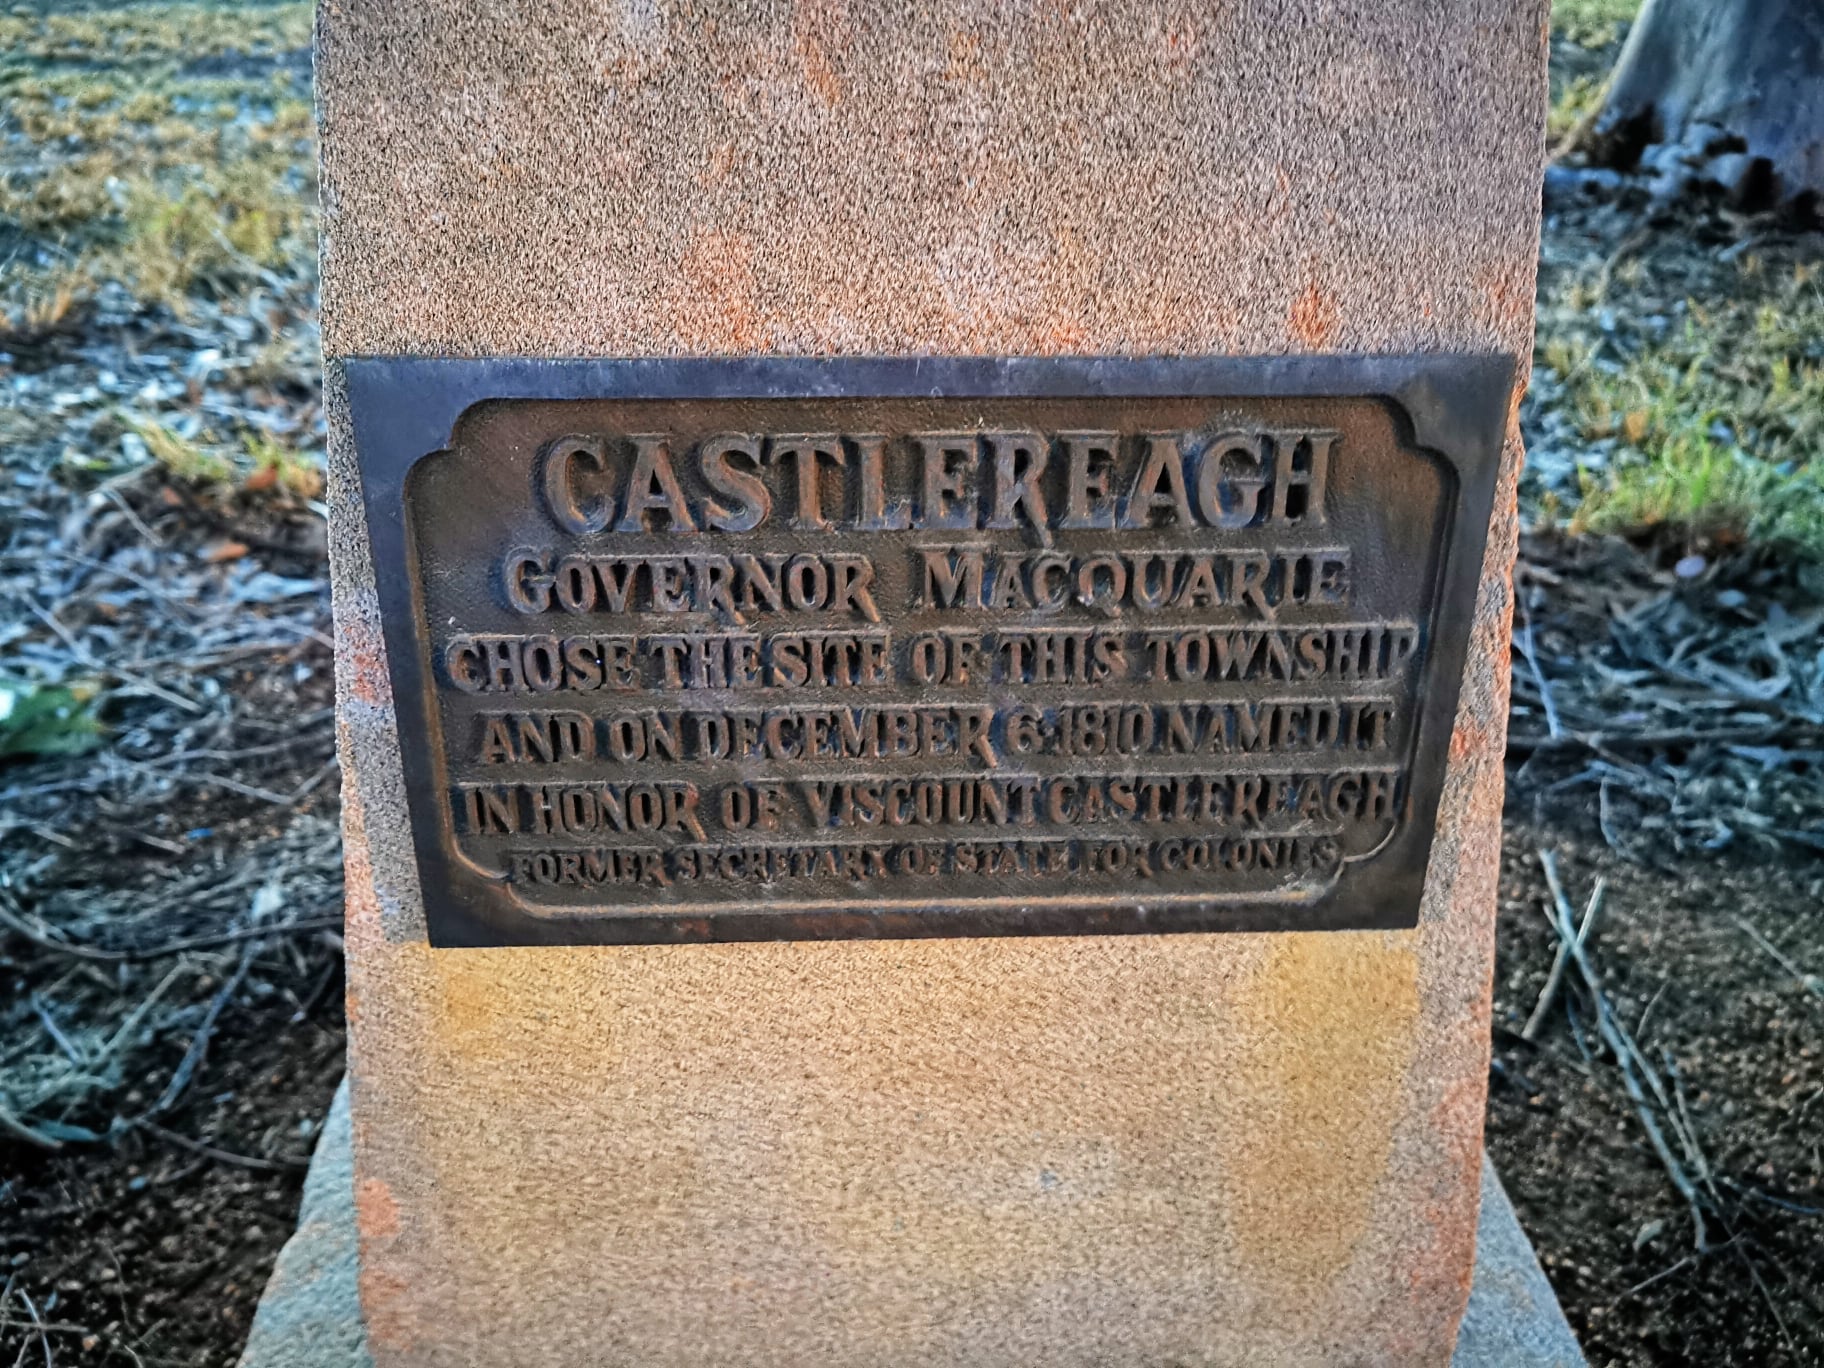 CASTLEREAGH
GOVERNOR MACQUARIE
CHOSE THE SITE OF THIS TOWNSHIP
AND ON DECEMBER 6·1810 NAMED IT
IN HONOR OF VISCOUNT CASTLEREAGH
FORMER SECRETARY OF STATE FOR COLONIES